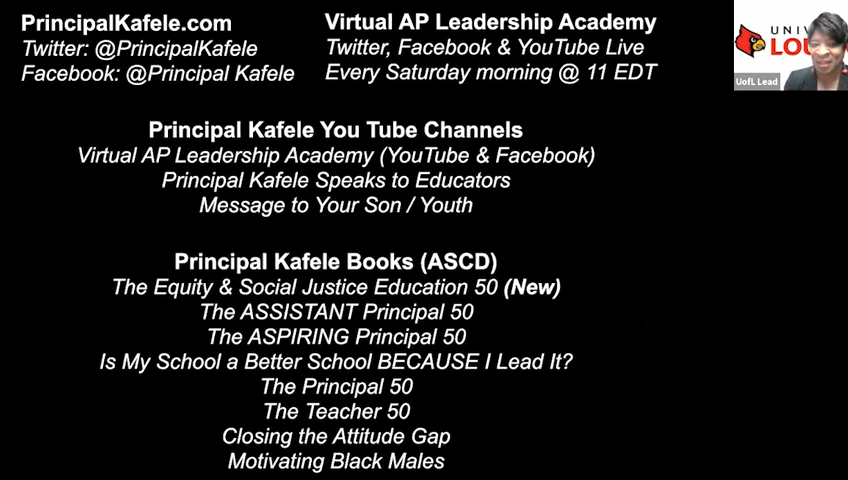 PrincipalKafele.com
Twitter: @PrincipalKafele
Facebook: @Principal Kafele
Virtual AP Leadership Academy
Twitter, Facebook & YouTube Live
Every Saturday morning @ 11 EDT
Principal Kafele You Tube Channels
Virtual AP Leadership Academy (YouTube & Facebook)
Principal Kafele Speaks to Educators
Message to Your Son / Youth
Principal Kafele Books (ASCD)
The Equity & Social Justice Education 50 (New)
The ASSISTANT Principal 50
The ASPIRING Principal 50
Is My School a Better School BECAUSE I Lead It?
The Principal 50
The Teacher 50
Closing the Attitude Gap
Motivating Black Males
UNIV
LOU
UofL Lead